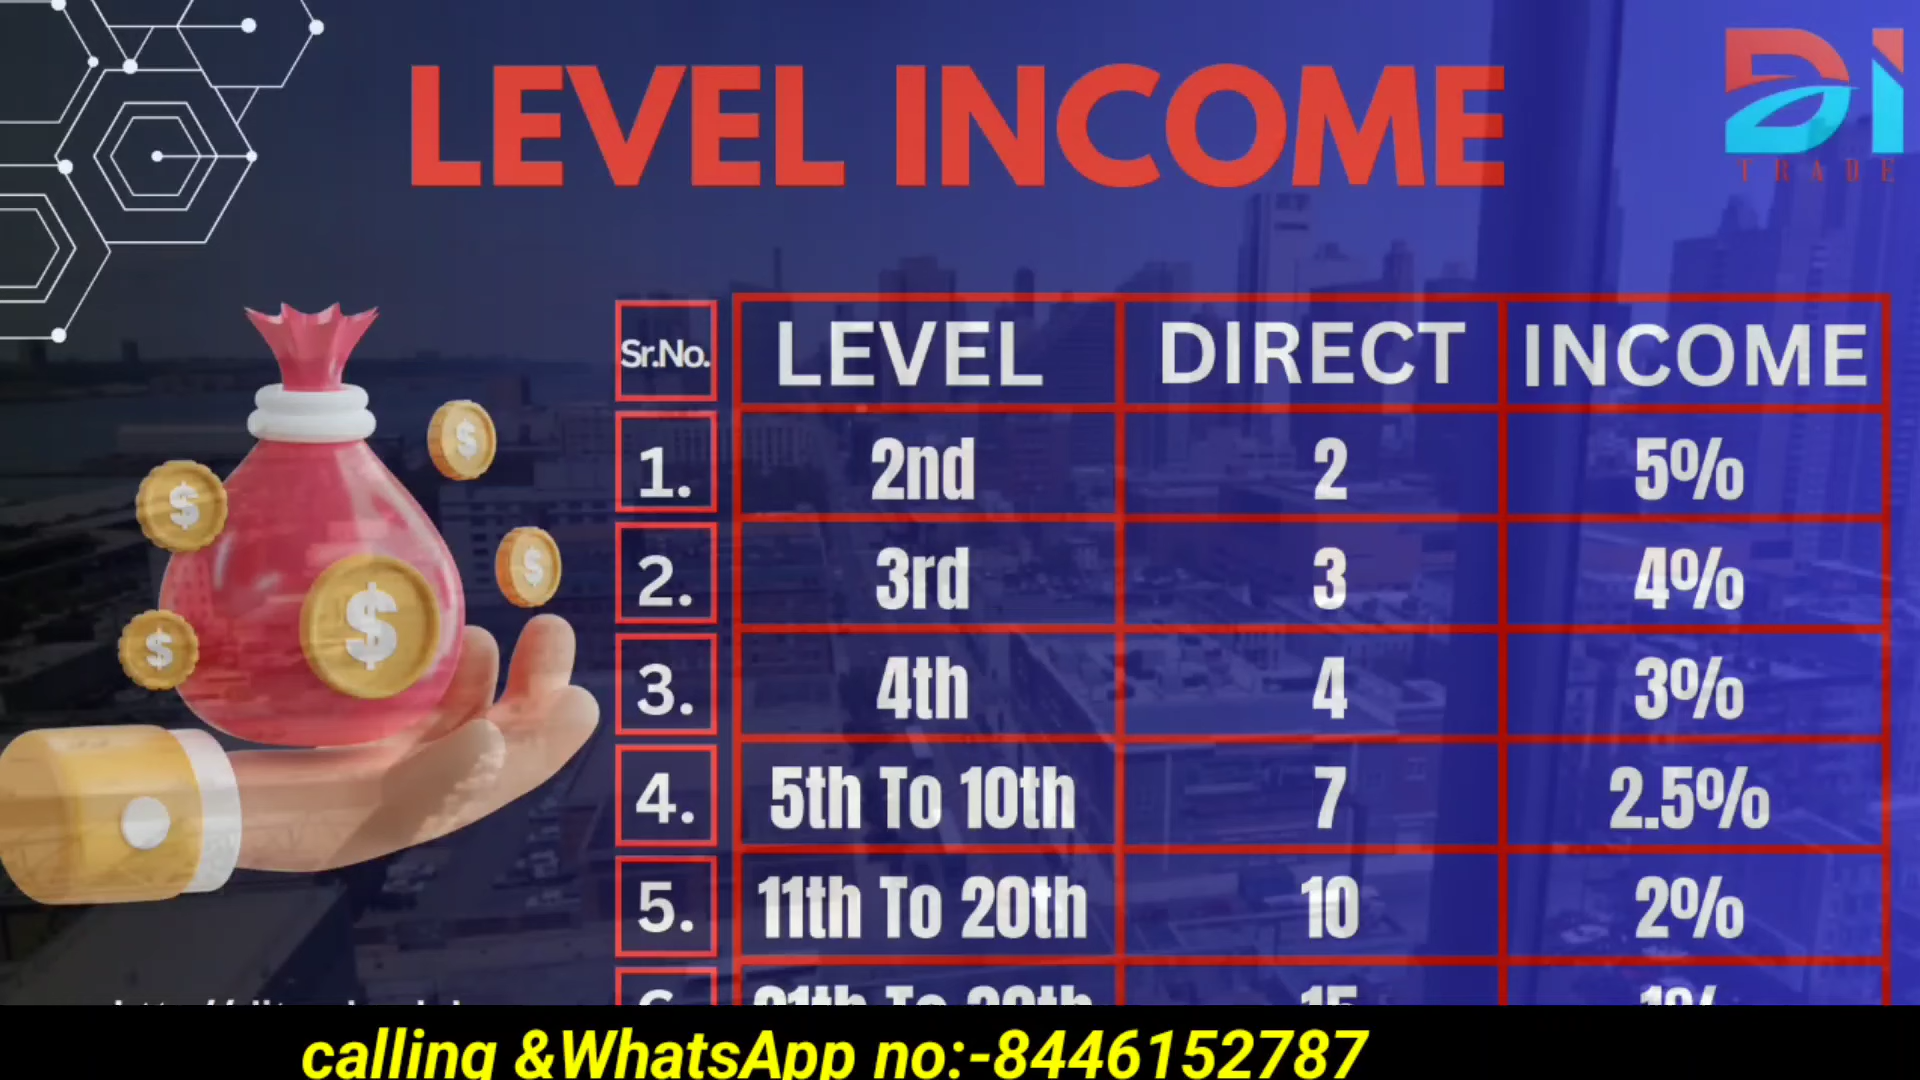 LEVEL INCOME
DI
TRADE
Sr.No. LEVEL DIRECT INCOME
1. 2nd 2 5%
2. 3rd 3 4%
3. 4th 4 3%
4. 5th To 10th 7 2.5%
5. 11th To 20th 10 2%
calling &WhatsApp no:-8446152787